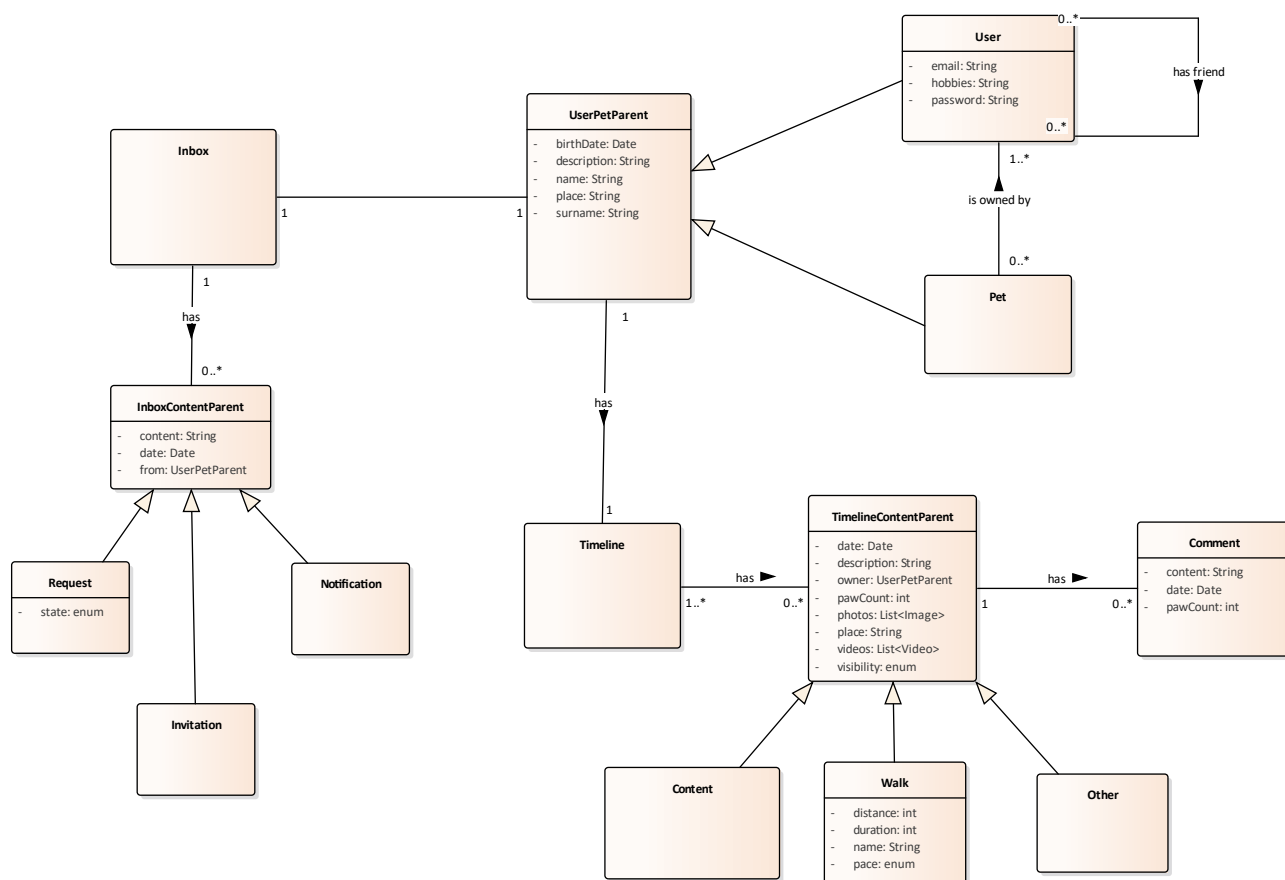 User
- email: String
- hobbies: String
- password: String
0..*
has friend
0..*
1..*
is owned by
0..*
Pet
UserPetParent
- birthDate: Date
- description: String
- name: String
- place: String
- surname: String
Inbox
1
1
1
has
0..*
InboxContentParent
- content: String
- date: Date
- from: UserPetParent
Request
- state: enum
Notification
Invitation
1
has
1
Timeline
has
1..*
0..*
TimelineContentParent
- date: Date
- description: String
- owner: UserPetParent
- pawCount: int
- photos: List<Image>
- place: String
- videos: List<Video>
- visibility: enum
has
1
0..*
Comment
- content: String
- date: Date
- pawCount: int
Content
Walk
- distance: int
- duration: int
- name: String
- pace: enum
Other